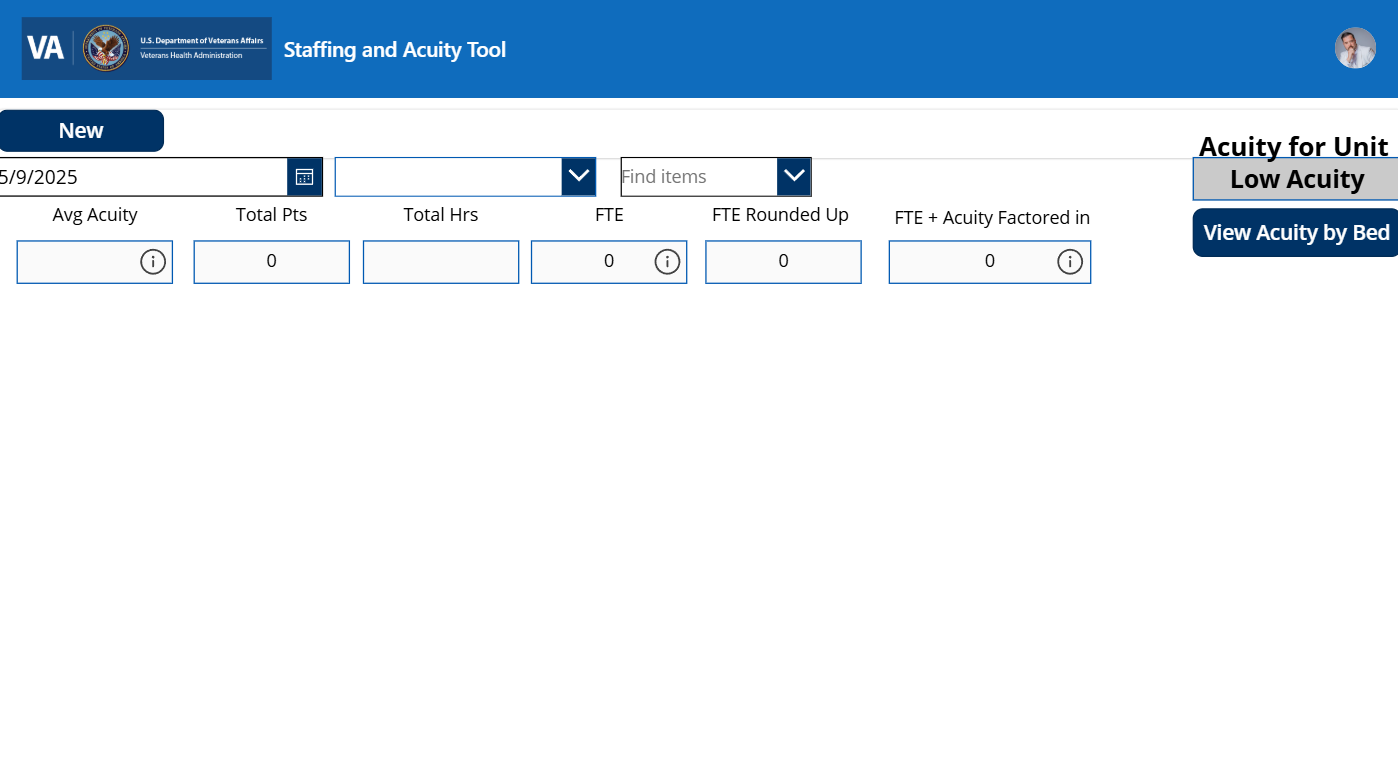 VA
U.S. Department of Veterans Affairs
Veterans Health Administration
Staffing and Acuity Tool
New
Acuity for Unit
5/9/2025
Find items
Low Acuity
Avg Acuity
Total Pts
Total Hrs
FTE
FTE Rounded Up
FTE + Acuity Factored in
View Acuity by Bed
0
0
0
0